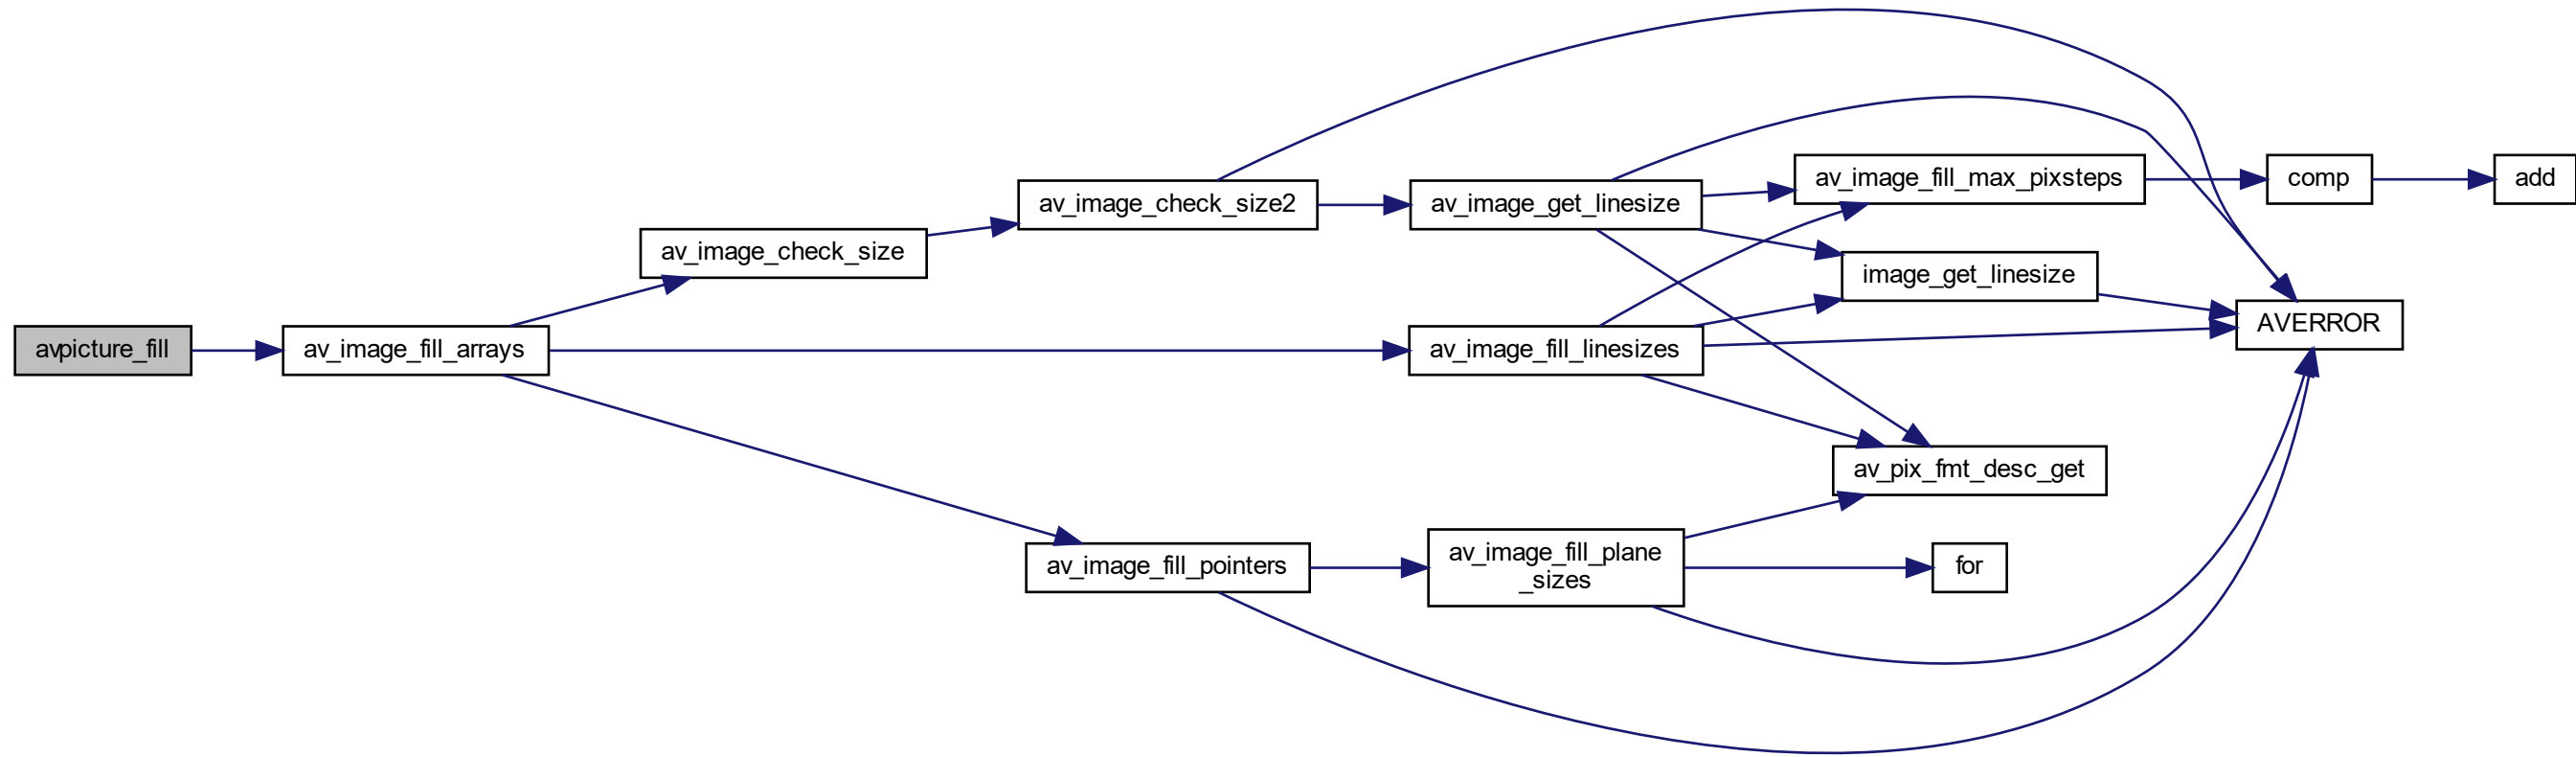 avpicture_fill
av_image_fill_arrays
av_image_check_size
av_image_check_size2
av_image_get_linesize
av_image_fill_max_pixsteps
comp
add
image_get_linesize
AVERROR
av_image_fill_linesizes
av_pix_fmt_desc_get
av_image_fill_pointers
av_image_fill_plane
_sizes
for